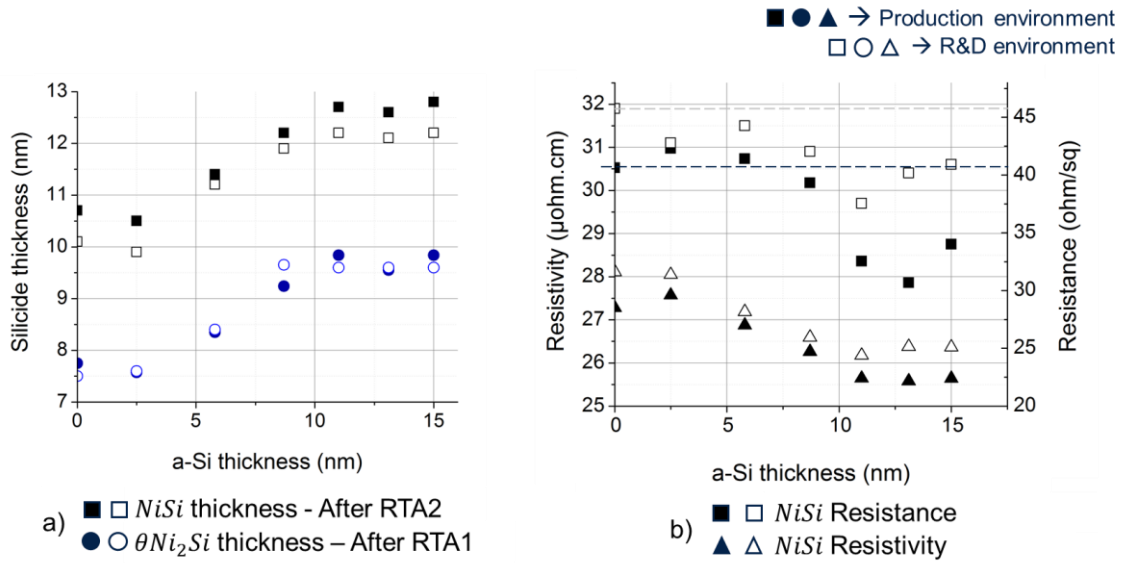 ■ ● ▲ → Production environment
□ ○ △ → R&D environment
Silicide thickness (nm)
13
12
11
10
9
8
7
0
5
10
15
a-Si thickness (nm)
a)
■ □ NiSi thickness - After RTA2
● ○ θNi₂Si thickness – After RTA1
Resistivity (µohm.cm)
32
31
30
29
28
27
26
25
0
5
10
15
45
40
35
30
25
20
Resistance (ohm/sq)
a-Si thickness (nm)
b)
■ □ NiSi Resistance
▲ △ NiSi Resistivity